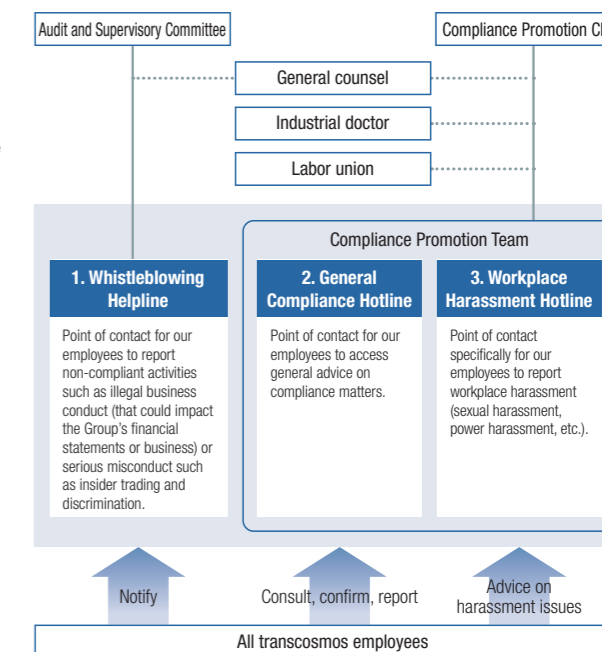 Audit and Supervisory Committee
Compliance Promotion
General counsel
Industrial doctor
Labor union
Compliance Promotion Team
1. Whistleblowing
Helpline
Point of contact for our
employees to report
non-compliant activities
such as illegal business
conduct (that could impact
the Group's financial
statements or business) or
serious misconduct such
as insider trading and
discrimination.
2. General
Compliance Hotline
Point of contact for our
employees to access
general advice on
compliance matters.
3. Workplace
Harassment Hotline
Point of contact
specifically for our
employees to report
workplace harassment
(sexual harassment,
power harassment, etc.).
Notify
Consult, confirm, report
Advice on
harassment issues
All transcosmos employees